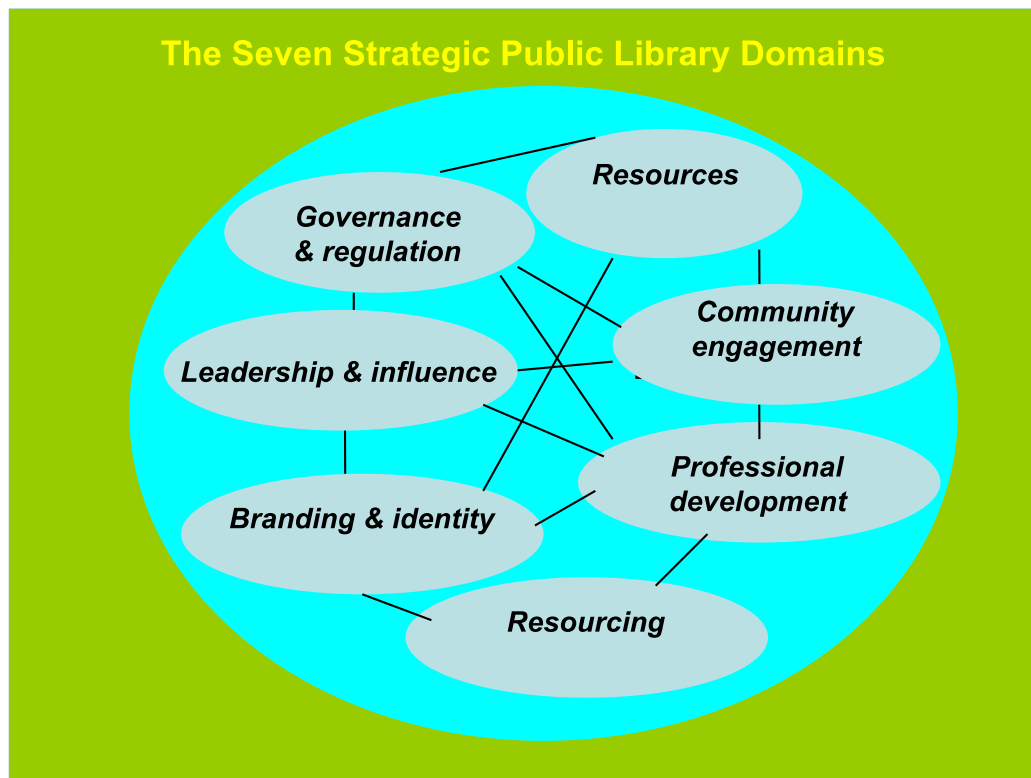 The Seven Strategic Public Library Domains
Resources
Governance
& regulation
Community
engagement
Leadership & influence
Professional
development
Branding & identity
Resourcing